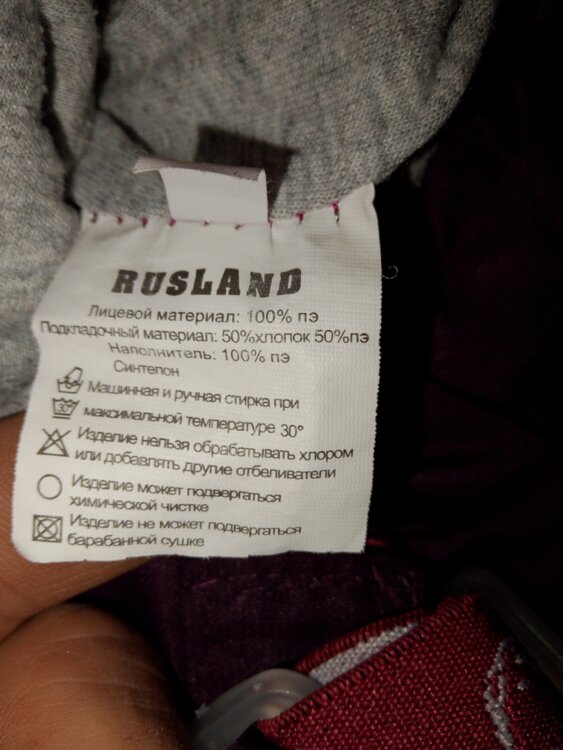 RUSLAND
Лицевой материал: 100% пэ
Подкладочный материал: 50%хлопок 50%пэ
Наполнитель: 100% пэ
Синтепон
Машинная и ручная стирка при
30° максимальной температуре 30°
Изделие нельзя обрабатывать хлором
или добавлять другие отбеливатели
Изделие может подвергаться
химической чистке
Изделие не может подвергаться
барабанной сушке